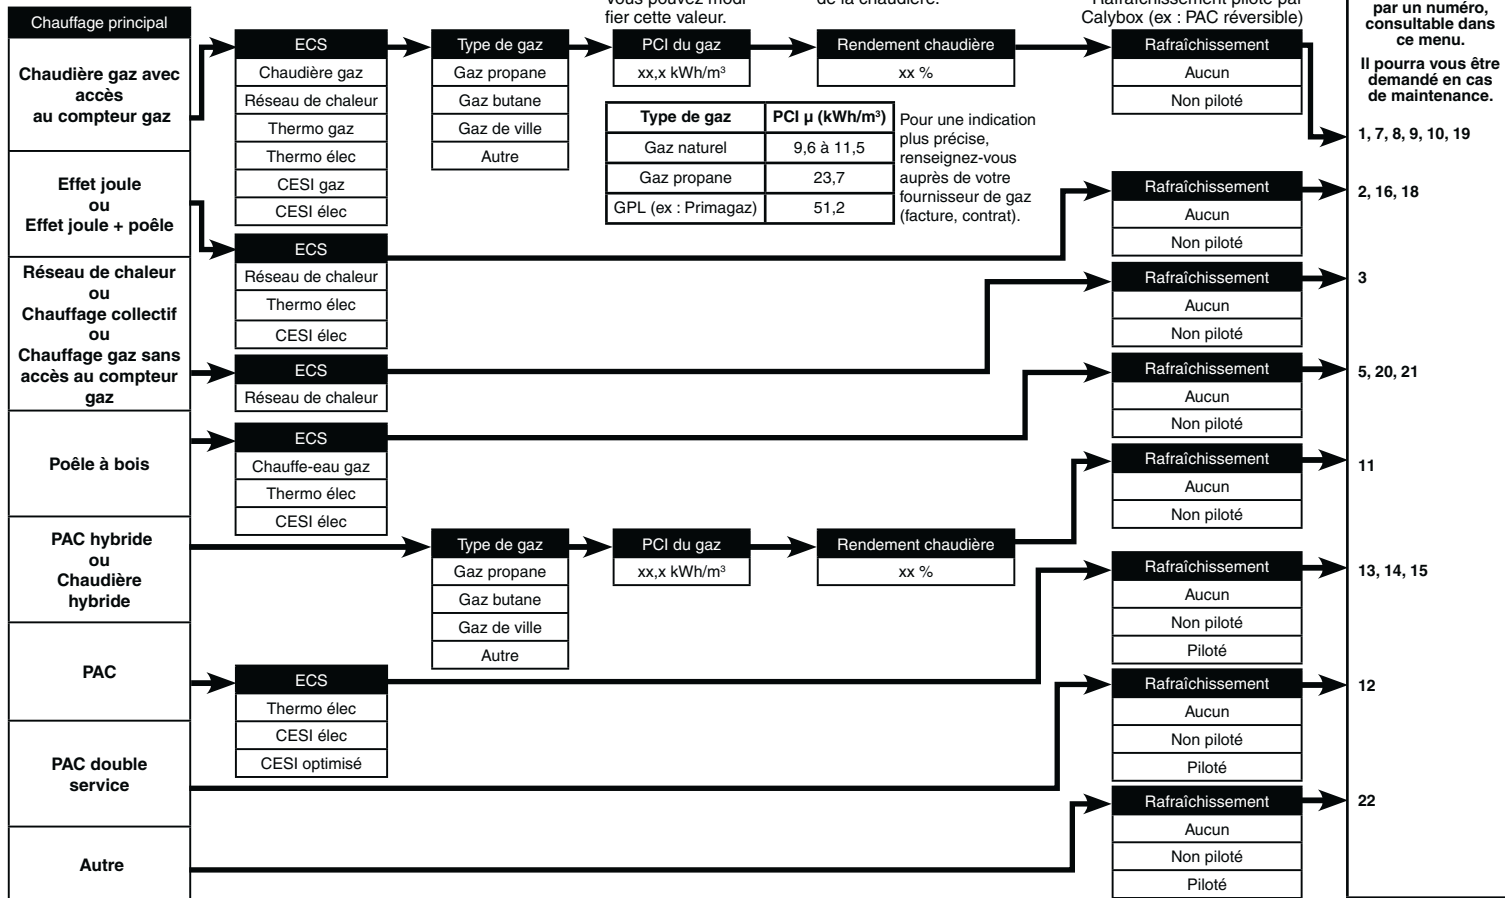 Vous pouvez modi-
fier cette valeur.
de la chaudière.
Rafraîchissement piloté par
Calybox (ex : PAC réversible)
par un numéro,
consultable dans
ce menu.
Il pourra vous être
demandé en cas
de maintenance.
Chauffage principal
Chaudière gaz avec
accès
au compteur gaz
ECS
Chaudière gaz
Réseau de chaleur
Thermo gaz
Thermo élec
CESI gaz
CESI élec
Type de gaz
Gaz propane
Gaz butane
Gaz de ville
Autre
PCI du gaz
xx,x kWh/m³
Rendement chaudière
xx %
Rafraîchissement
Aucun
Non piloté
1, 7, 8, 9, 10, 19
Type de gaz PCI µ (kWh/m³)
Gaz naturel 9,6 à 11,5
Gaz propane 23,7
GPL (ex : Primagaz) 51,2
Pour une indication
plus précise,
renseignez-vous
auprès de votre
fournisseur de gaz
(facture, contrat).
Effet joule
ou
Effet joule + poêle
ECS
Réseau de chaleur
Thermo élec
CESI élec
Rafraîchissement
Aucun
Non piloté
2, 16, 18
Réseau de chaleur
ou
Chauffage collectif
ou
Chauffage gaz sans
accès au compteur
gaz
ECS
Réseau de chaleur
Rafraîchissement
Aucun
Non piloté
3
Poêle à bois
ECS
Chauffe-eau gaz
Thermo élec
CESI élec
Rafraîchissement
Aucun
Non piloté
5, 20, 21
PAC hybride
ou
Chaudière
hybride
Type de gaz
Gaz propane
Gaz butane
Gaz de ville
Autre
PCI du gaz
xx,x kWh/m³
Rendement chaudière
xx %
Rafraîchissement
Aucun
Non piloté
11
PAC
ECS
Thermo élec
CESI élec
CESI optimisé
Rafraîchissement
Aucun
Non piloté
Piloté
13, 14, 15
PAC double
service
Rafraîchissement
Aucun
Non piloté
Piloté
12
Autre
Rafraîchissement
Aucun
Non piloté
Piloté
22